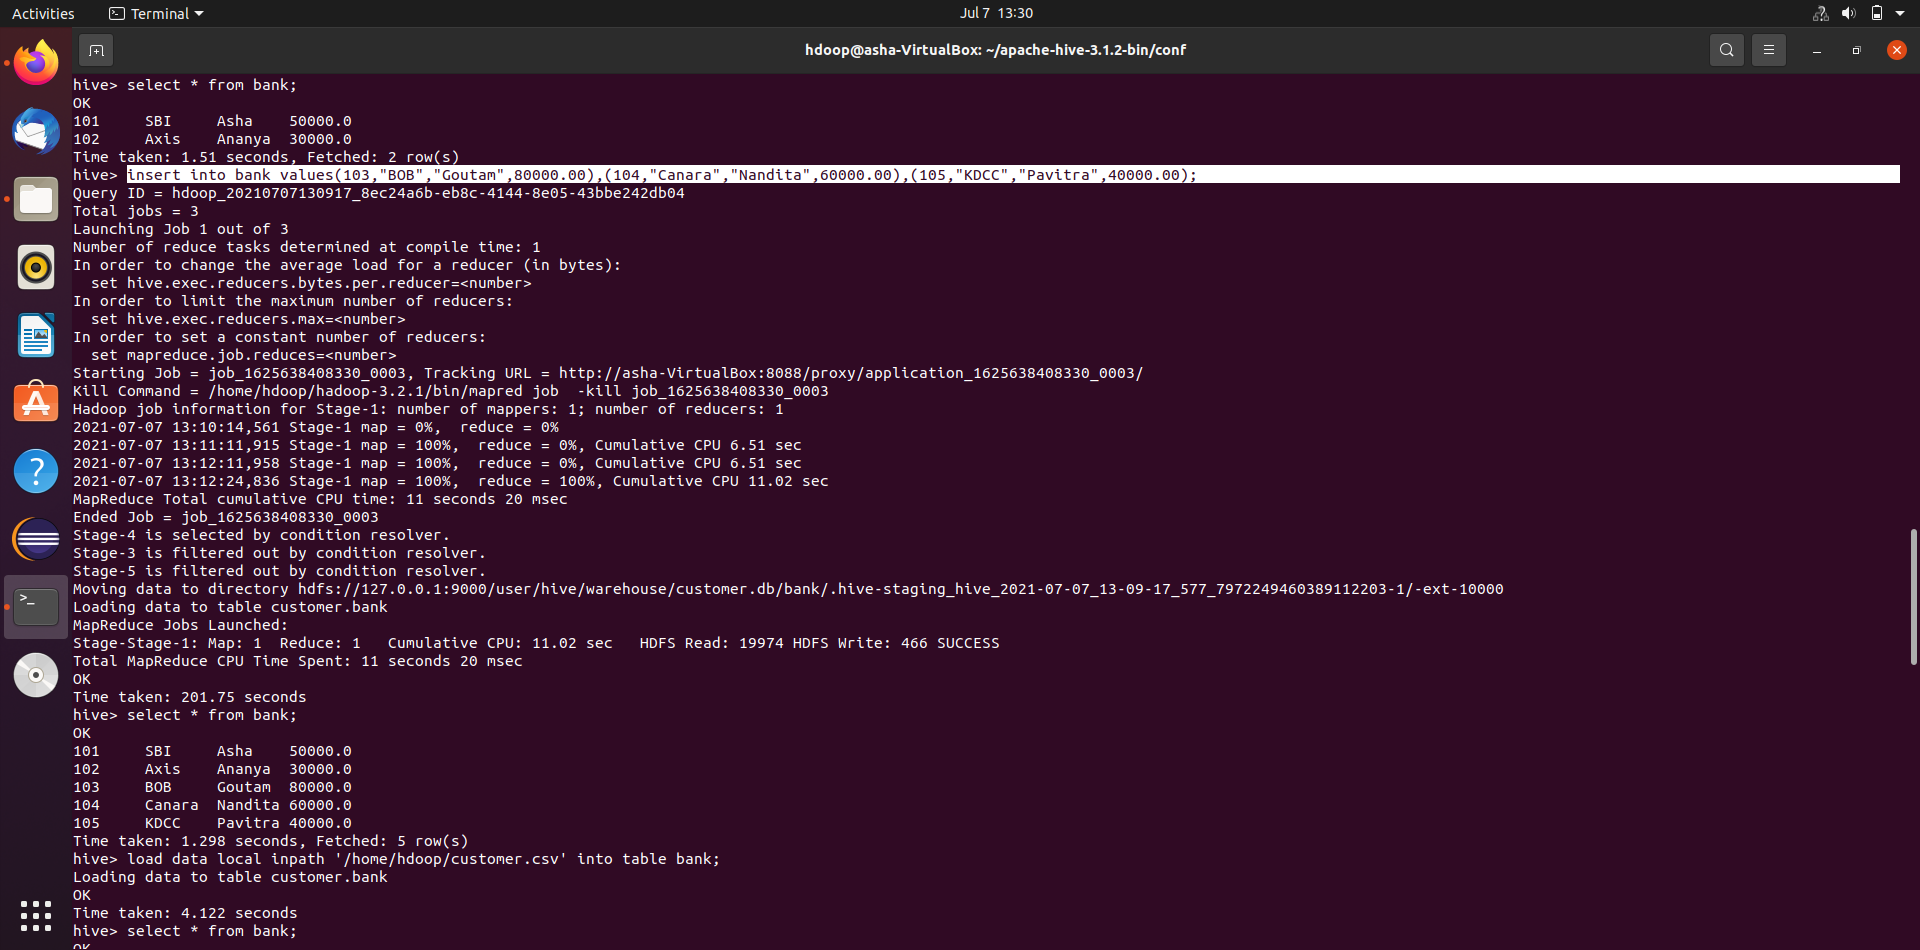 Activities
Terminal
Jul 7 13:30
hdoop@asha-VirtualBox: ~/apache-hive-3.1.2-bin/conf
hive> select * from bank;
OK
101 SBI Asha 50000.0
102 Axis Ananya 30000.0
Time taken: 1.51 seconds, Fetched: 2 row(s)
hive> insert into bank values(103,"BOB","Goutam",80000.00),(104,"Canara","Nandita",60000.00),(105,"KDCC","Pavitra",40000.00);
Query ID = hdoop_20210707130917_8ec24a6b-eb8c-4144-8e05-43bbe242db04
Total jobs = 3
Launching Job 1 out of 3
Number of reduce tasks determined at compile time: 1
In order to change the average load for a reducer (in bytes):
  set hive.exec.reducers.bytes.per.reducer=<number>
In order to limit the maximum number of reducers:
  set hive.exec.reducers.max=<number>
In order to set a constant number of reducers:
  set mapreduce.job.reduces=<number>
Starting Job = job_1625638408330_0003, Tracking URL = http://asha-VirtualBox:8088/proxy/application_1625638408330_0003/
Kill Command = /home/hdoop/hadoop-3.2.1/bin/mapred job  -kill job_1625638408330_0003
Hadoop job information for Stage-1: number of mappers: 1; number of reducers: 1
2021-07-07 13:10:14,561 Stage-1 map = 0%,  reduce = 0%
2021-07-07 13:11:11,915 Stage-1 map = 100%,  reduce = 0%, Cumulative CPU 6.51 sec
2021-07-07 13:12:11,958 Stage-1 map = 100%,  reduce = 0%, Cumulative CPU 6.51 sec
2021-07-07 13:12:24,836 Stage-1 map = 100%,  reduce = 100%, Cumulative CPU 11.02 sec
MapReduce Total cumulative CPU time: 11 seconds 20 msec
Ended Job = job_1625638408330_0003
Stage-4 is selected by condition resolver.
Stage-3 is filtered out by condition resolver.
Stage-5 is filtered out by condition resolver.
Moving data to directory hdfs://127.0.0.1:9000/user/hive/warehouse/customer.db/bank/.hive-staging_hive_2021-07-07_13-09-17_577_7972249460389112203-1/-ext-10000
Loading data to table customer.bank
MapReduce Jobs Launched:
Stage-Stage-1: Map: 1  Reduce: 1   Cumulative CPU: 11.02 sec   HDFS Read: 19974 HDFS Write: 466 SUCCESS
Total MapReduce CPU Time Spent: 11 seconds 20 msec
OK
Time taken: 201.75 seconds
hive> select * from bank;
OK
101 SBI Asha 50000.0
102 Axis Ananya 30000.0
103 BOB Goutam 80000.0
104 Canara Nandita 60000.0
105 KDCC Pavitra 40000.0
Time taken: 1.298 seconds, Fetched: 5 row(s)
hive> load data local inpath '/home/hdoop/customer.csv' into table bank;
Loading data to table customer.bank
OK
Time taken: 4.122 seconds
hive> select * from bank;
OK